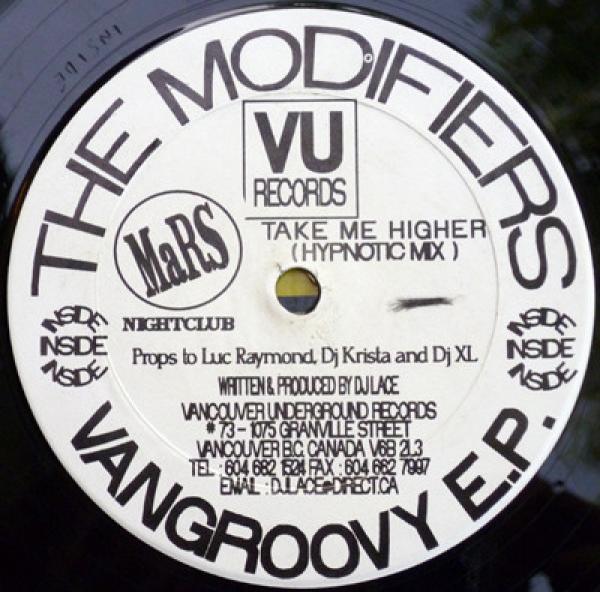 INSIDE
THE MODIFIERS
VU
RECORDS
TAKE ME HIGHER
( HYPNOTIC MIX )
MaRS
NIGHTCLUB
INSIDE
INSIDE
INSIDE
INSIDE
INSIDE
INSIDE
Props to Luc Raymond, Dj Krista and Dj XL
WRITTEN & PRODUCED BY DJ LACE
VANCOUVER UNDERGROUND RECORDS
# 73 - 1075 GRANVILLE STREET
VANCOUVER B.C. CANADA V6B 2L3
TEL : 604 682 1524 FAX : 604 662 7997
EMAIL : DJLACE@DIRECT.CA
VANGROOVY E.P.